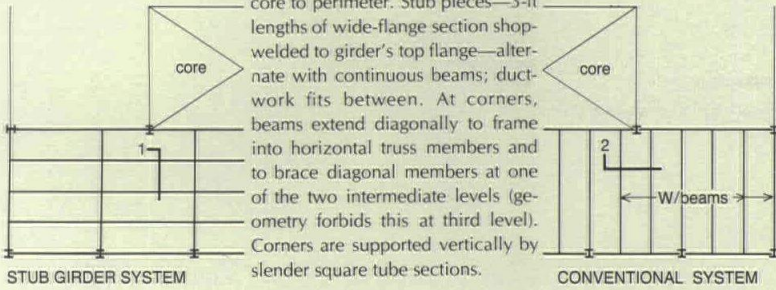 core to perimeter. Stub pieces—3-ft
lengths of wide-flange section shop-
welded to girder's top flange—alter-
nate with continuous beams; duct-
work fits between. At corners,
beams extend diagonally to frame
into horizontal truss members and
to brace diagonal members at one
of the two intermediate levels (ge-
ometry forbids this at third level).
Corners are supported vertically by
slender square tube sections.
core
1
STUB GIRDER SYSTEM
core
2
W/beams
CONVENTIONAL SYSTEM